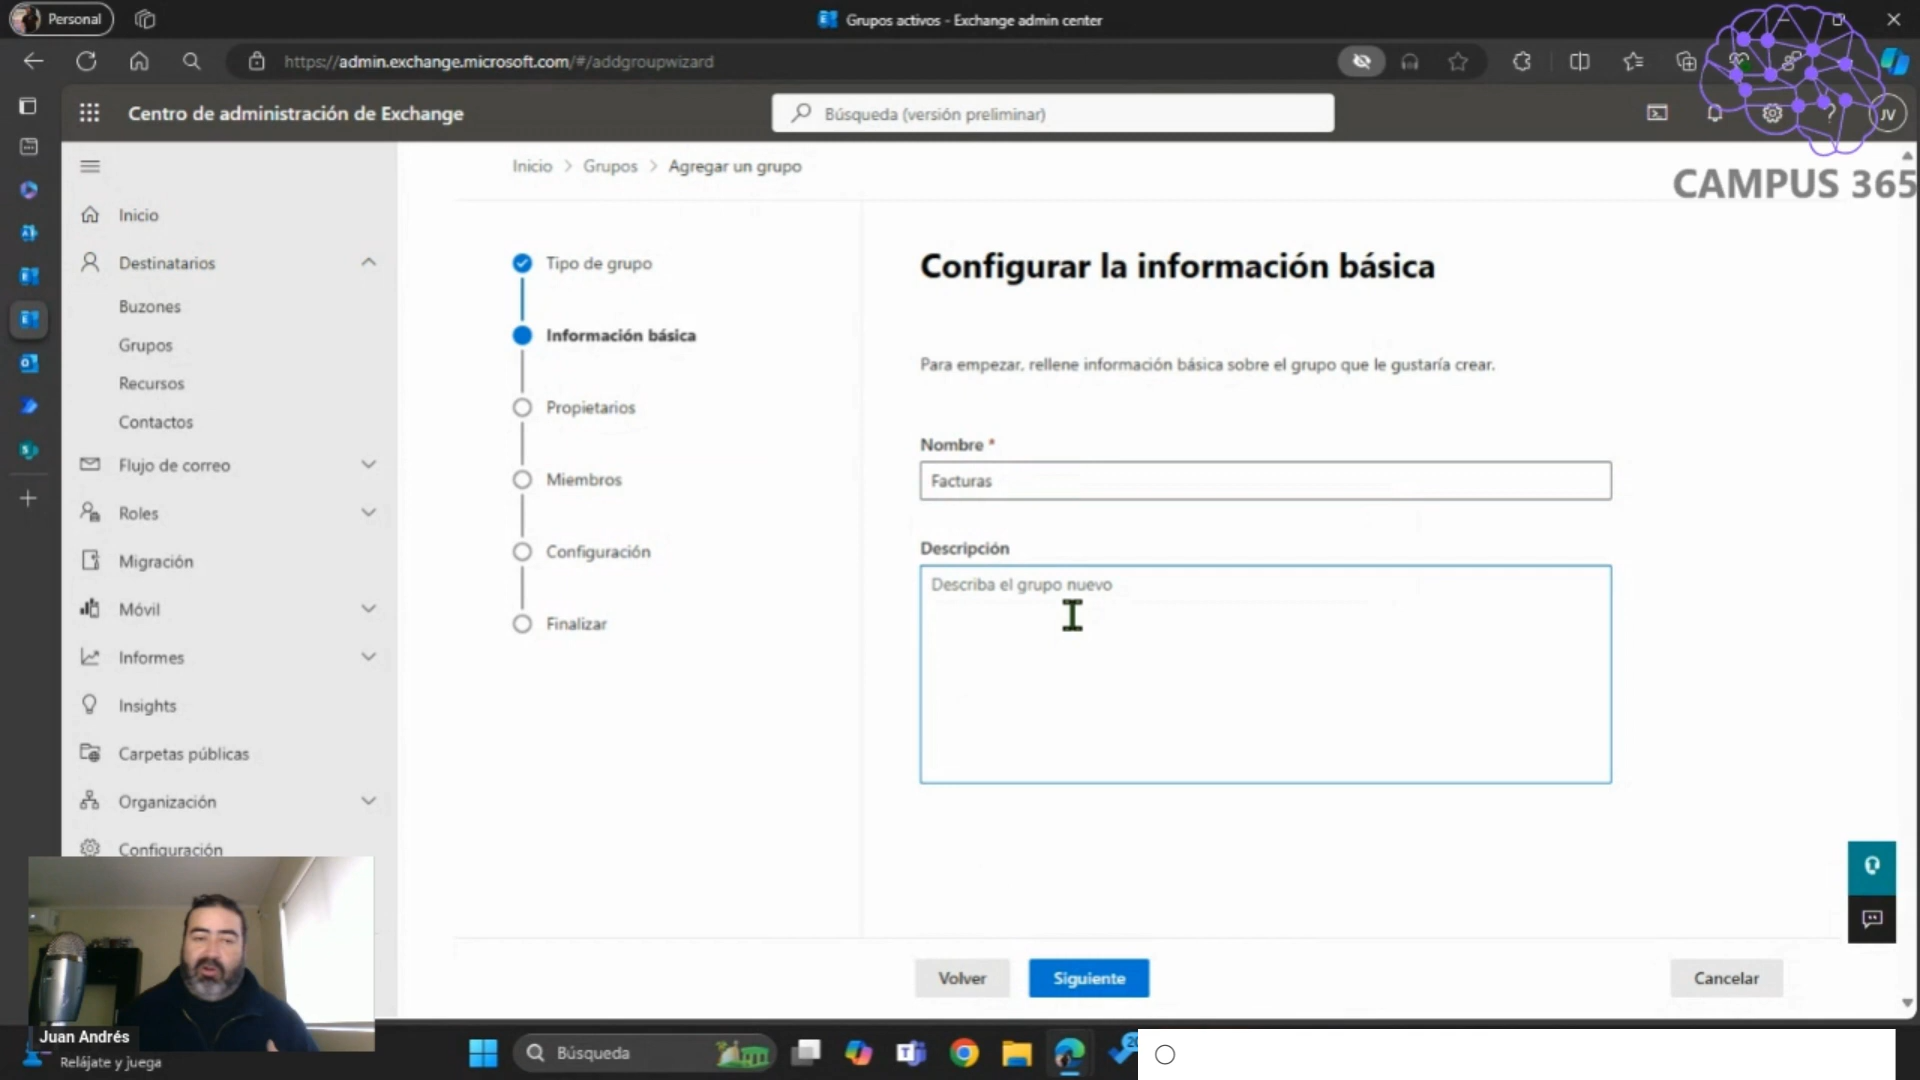 Personal
Grupos activos - Exchange admin center
https://admin.exchange.microsoft.com/#/addgroupwizard
Centro de administración de Exchange
Búsqueda (versión preliminar)
JV
CAMPUS 365
Inicio > Grupos > Agregar un grupo
Inicio
Destinatarios
Buzones
Grupos
Recursos
Contactos
Flujo de correo
Roles
Migración
Móvil
Informes
Insights
Carpetas públicas
Organización
Configuración
Tipo de grupo
Información básica
Propietarios
Miembros
Configuración
Finalizar
Configurar la información básica
Para empezar, rellene información básica sobre el grupo que le gustaría crear.
Nombre *
Facturas
Descripción
Describa el grupo nuevo
Volver
Siguiente
Cancelar
Juan Andrés
Relájate y juega
Búsqueda